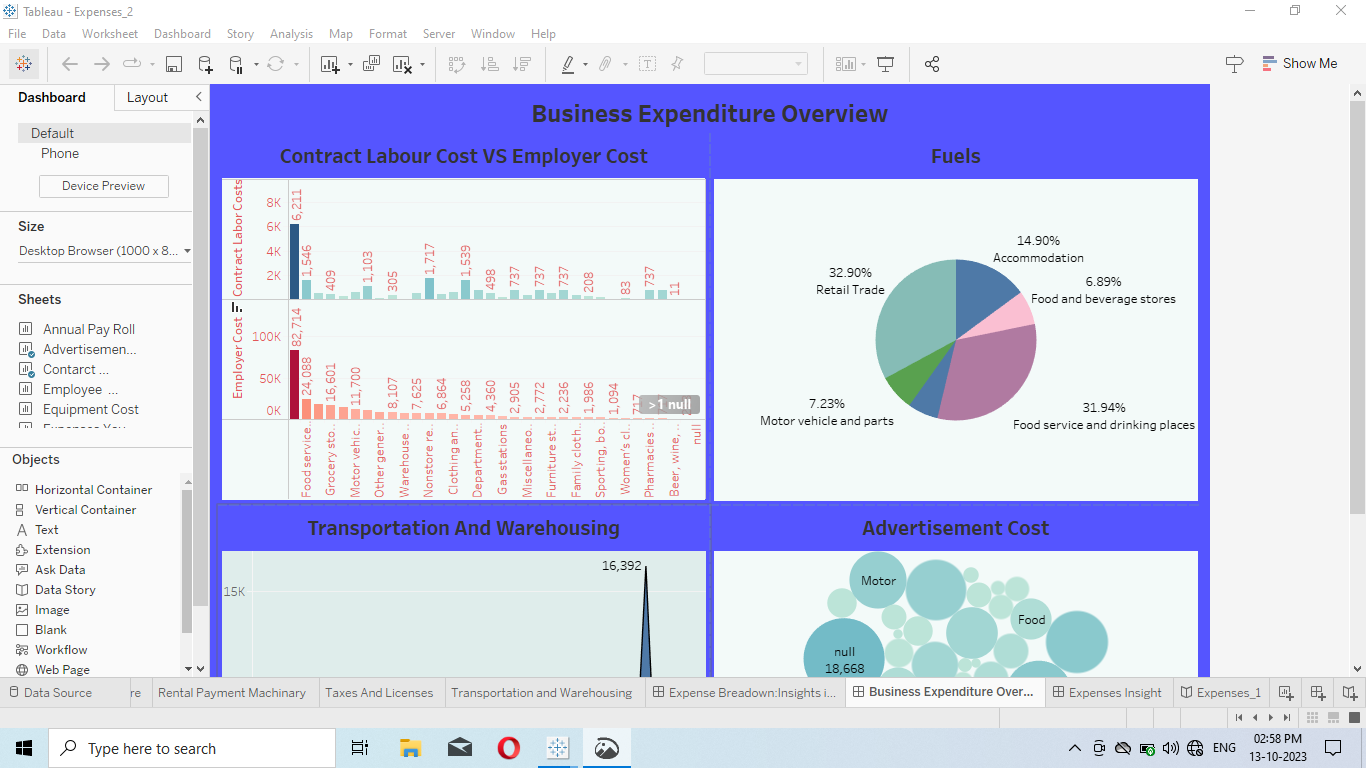 Tableau - Expenses_2
File Data Worksheet Dashboard Story Analysis Map Format Server Window Help
Show Me
Dashboard Layout
Default
Phone
Device Preview
Size
Desktop Browser (1000 x 8...
Sheets
Annual Pay Roll
Advertisemen...
Contarct ...
Employee ...
Equipment Cost
Objects
Horizontal Container
Vertical Container
Text
Extension
Ask Data
Data Story
Image
Blank
Workflow
Web Page
Business Expenditure Overview
Contract Labour Cost VS Employer Cost
Contract Labor Costs
8K
6K
4K
2K
6,211 1,546 409 1,103 305 1,717 1,539 498 737 737 737 208 83 737 11
Employer Cost
100K
50K
0K
82,714 24,088 16,601 11,700 8,107 7,625 6,864 5,258 4,360 2,905 2,772 2,236 1,986 1,094
>1 null
Food service..
Grocery sto..
Motor vehic..
Other gener..
Warehouse ..
Nonstore re..
Clothing an..
Department..
Gas stations
Miscellaneo..
Furniture st..
Family cloth..
Sporting, bo..
Women's cl..
Pharmacies ..
Beer, wine, ..
null
Fuels
14.90%
Accommodation
6.89%
Food and beverage stores
32.90%
Retail Trade
7.23%
Motor vehicle and parts
31.94%
Food service and drinking places
Transportation And Warehousing
16,392
15K
Advertisement Cost
Motor
Food
null
18,668
Data Source re Rental Payment Machinary Taxes And Licenses Transportation and Warehousing Expense Breadown:Insights i... Business Expenditure Over... Expenses Insight Expenses_1
Type here to search
ENG
02:58 PM
13-10-2023